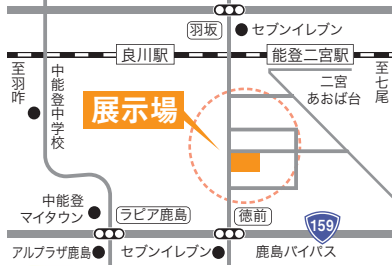 羽坂
セブンイレブン
良川駅
能登二宮駅
至羽咋
中能登中学校
二宮
あおば台
至七尾
展示場
中能登
マイタウン
ラピア鹿島
徳前
159
アルプラザ鹿島
セブンイレブン
鹿島バイパス